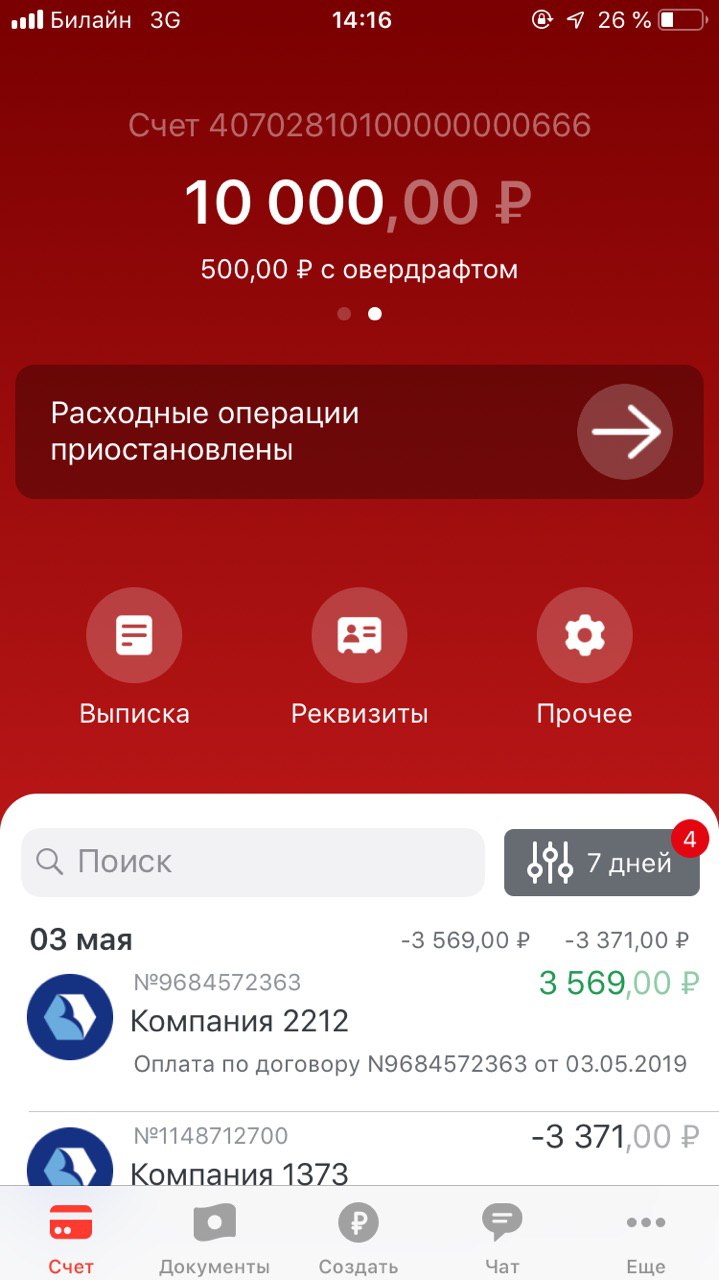 Билайн 3G 14:16 26 %
Счет 40702810100000000666
10 000,00 ₽
500,00 ₽ с овердрафтом
Расходные операции
приостановлены
Выписка Реквизиты Прочее
4
Поиск 7 дней
03 мая -3 569,00 ₽ -3 371,00 ₽
№9684572363 3 569,00 ₽
Компания 2212
Оплата по договору N9684572363 от 03.05.2019
№1148712700 -3 371,00 ₽
Компания 1373
Счет Документы Создать Чат Еще